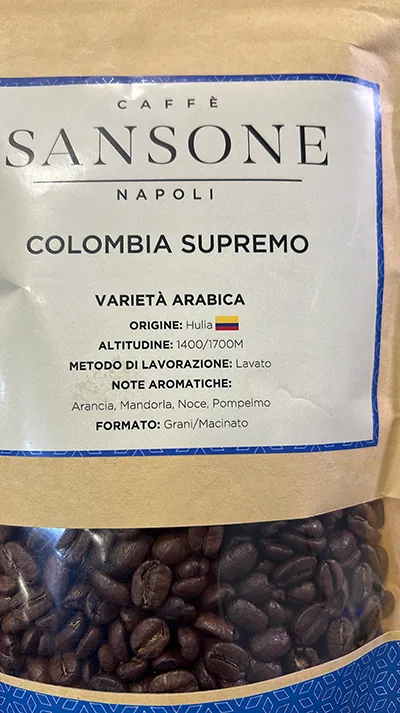 CAFFÈ
SANSONE
NAPOLI
COLOMBIA SUPREMO
VARIETÀ ARABICA
ORIGINE: Hulia
ALTITUDINE: 1400/1700M
METODO DI LAVORAZIONE: Lavato
NOTE AROMATICHE:
Arancia, Mandorla, Noce, Pompelmo
FORMATO: Grani/Macinato